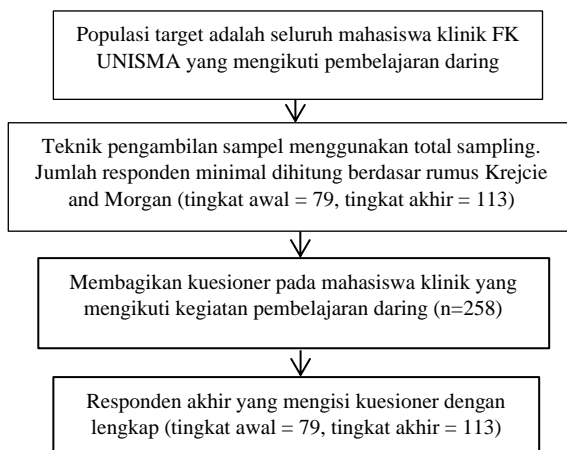 Populasi target adalah seluruh mahasiswa klinik FK
UNISMA yang mengikuti pembelajaran daring
Teknik pengambilan sampel menggunakan total sampling.
Jumlah responden minimal dihitung berdasar rumus Krejcie
and Morgan (tingkat awal = 79, tingkat akhir = 113)
Membagikan kuesioner pada mahasiswa klinik yang
mengikuti kegiatan pembelajaran daring (n=258)
Responden akhir yang mengisi kuesioner dengan
lengkap (tingkat awal = 79, tingkat akhir = 113)